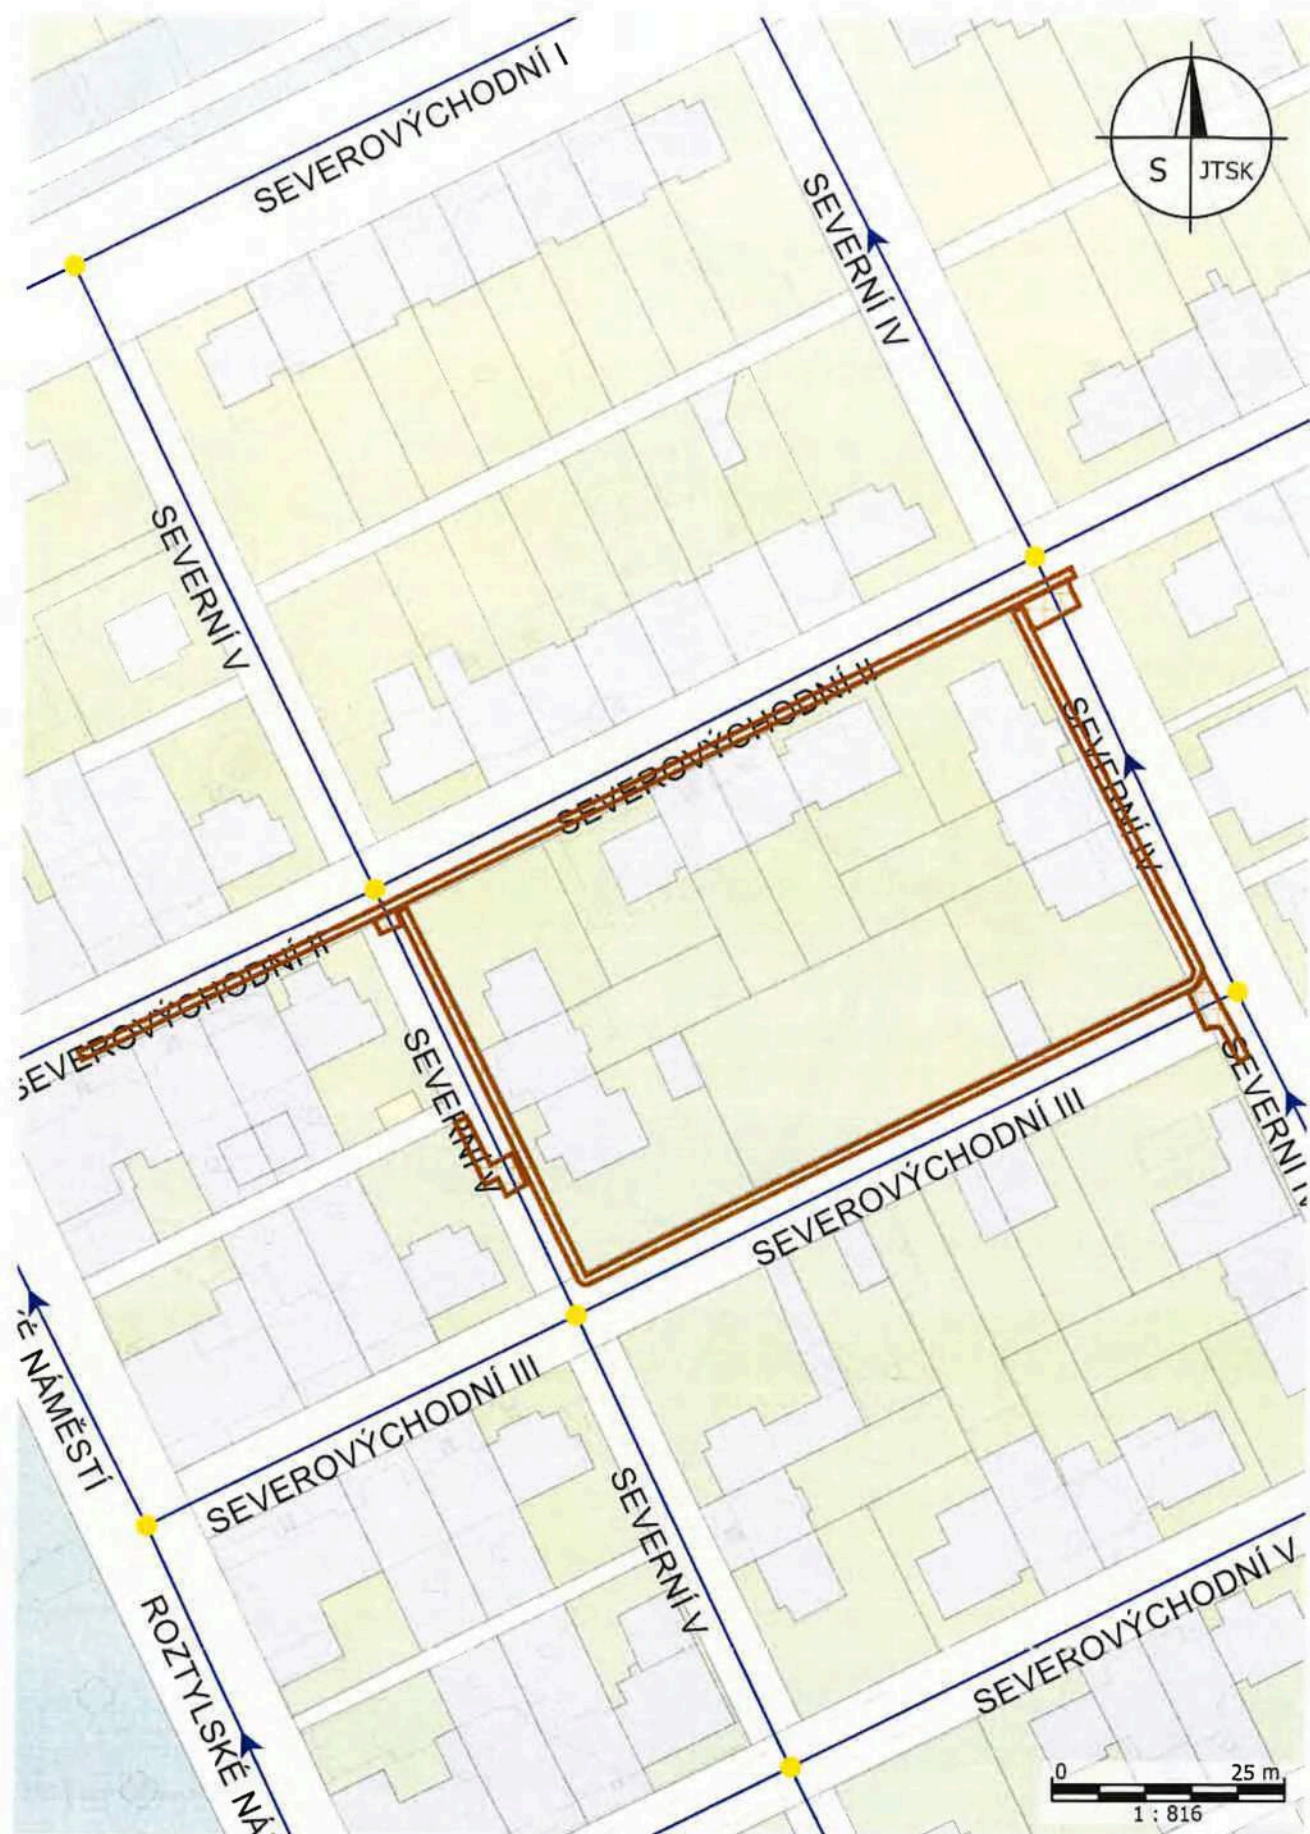 SEVEROVÝCHODNÍ I
S JTSK
SEVERNÍ IV
SEVERNÍ V
SEVEROVÝCHODNÍ II
SEVERNÍ IV
SEVEROVÝCHODNÍ II
SEVERNÍ V
SEVERNÍ IV
SEVEROVÝCHODNÍ III
É NÁMĚSTÍ
SEVEROVÝCHODNÍ III
SEVERNÍ V
SEVEROVÝCHODNÍ V
ROZTYLSKÉ NÁ
0 25 m
1 : 816